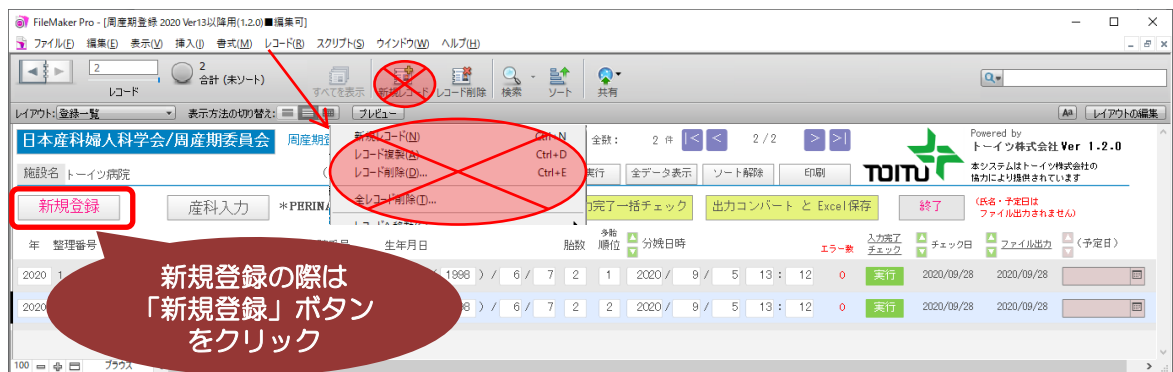 FileMaker Pro - [周産期登録 2020 Ver13以降用(1.2.0)■編集可]
ファイル(F) 編集(E) 表示(V) 挿入(I) 書式(M) レコード(R) スクリプト(S) ウインドウ(W) ヘルプ(H)
2
2
合計 (未ソート)
レコード
すべてを表示 新規レコード レコード削除 検索 ソート 共有
レイアウト: 登録一覧 表示方法の切り替え: プレビュー Aa レイアウトの編集
日本産科婦人科学会/周産期委員会 周産期登
新規レコード(N) Ctrl+N
全数: 2 件 |< < 2 / 2 > >|
TOITU
Powered by
トーイツ株式会社 Ver 1.2.0
本システムはトーイツ株式会社の
協力により提供されています
レコード複製(A) Ctrl+D
施設名 トーイツ病院
レコード削除(D)... Ctrl+E
実行 全データ表示 ソート解除 印刷
全レコード削除(T)...
新規登録 産科入力 *PERINA
力完了一括チェック 出力コンバート と Excel保存 終了
(氏名・予定日は
ファイル出力されません)
年 整理番号 生年月日 胎数 多胎順位 分娩日時 エラー数 入力完了チェック チェック日 ファイル出力 (予定日)
2020 1 1998 ) / 6 / 7 2 1 2020 / 9 / 5 13 : 12 0 実行 2020/09/28 2020/09/28
2020 8 ) / 6 / 7 2 2 2020 / 9 / 5 13 : 12 0 実行 2020/09/28 2020/09/28
新規登録の際は
「新規登録」ボタン
をクリック
100 ブラウズ